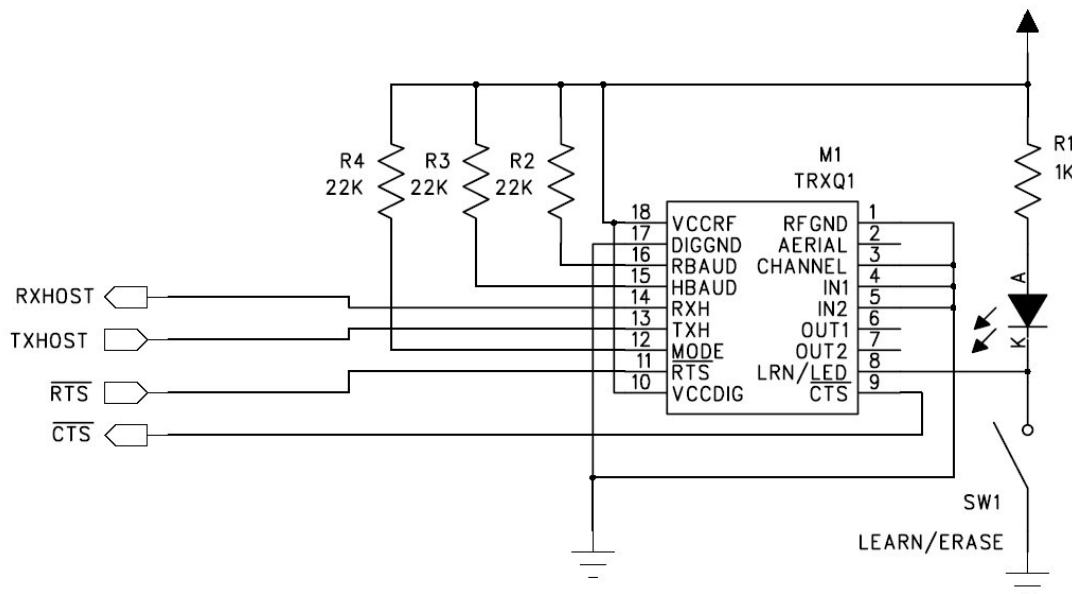 R4
22K
R3
22K
R2
22K
M1
TRXQ1
R1
1K
18 VCCRF RFGND 1
17 DIGGND AERIAL 2
16 RBAUD CHANNEL 3
15 HBAUD IN1 4
14 RXH IN2 5
13 TXH OUT1 6
12 MODE OUT2 7
11 RTS LRN/LED 8
10 VCCDIG CTS 9
RXHOST
TXHOST
RTS
CTS
A
K
SW1
LEARN/ERASE